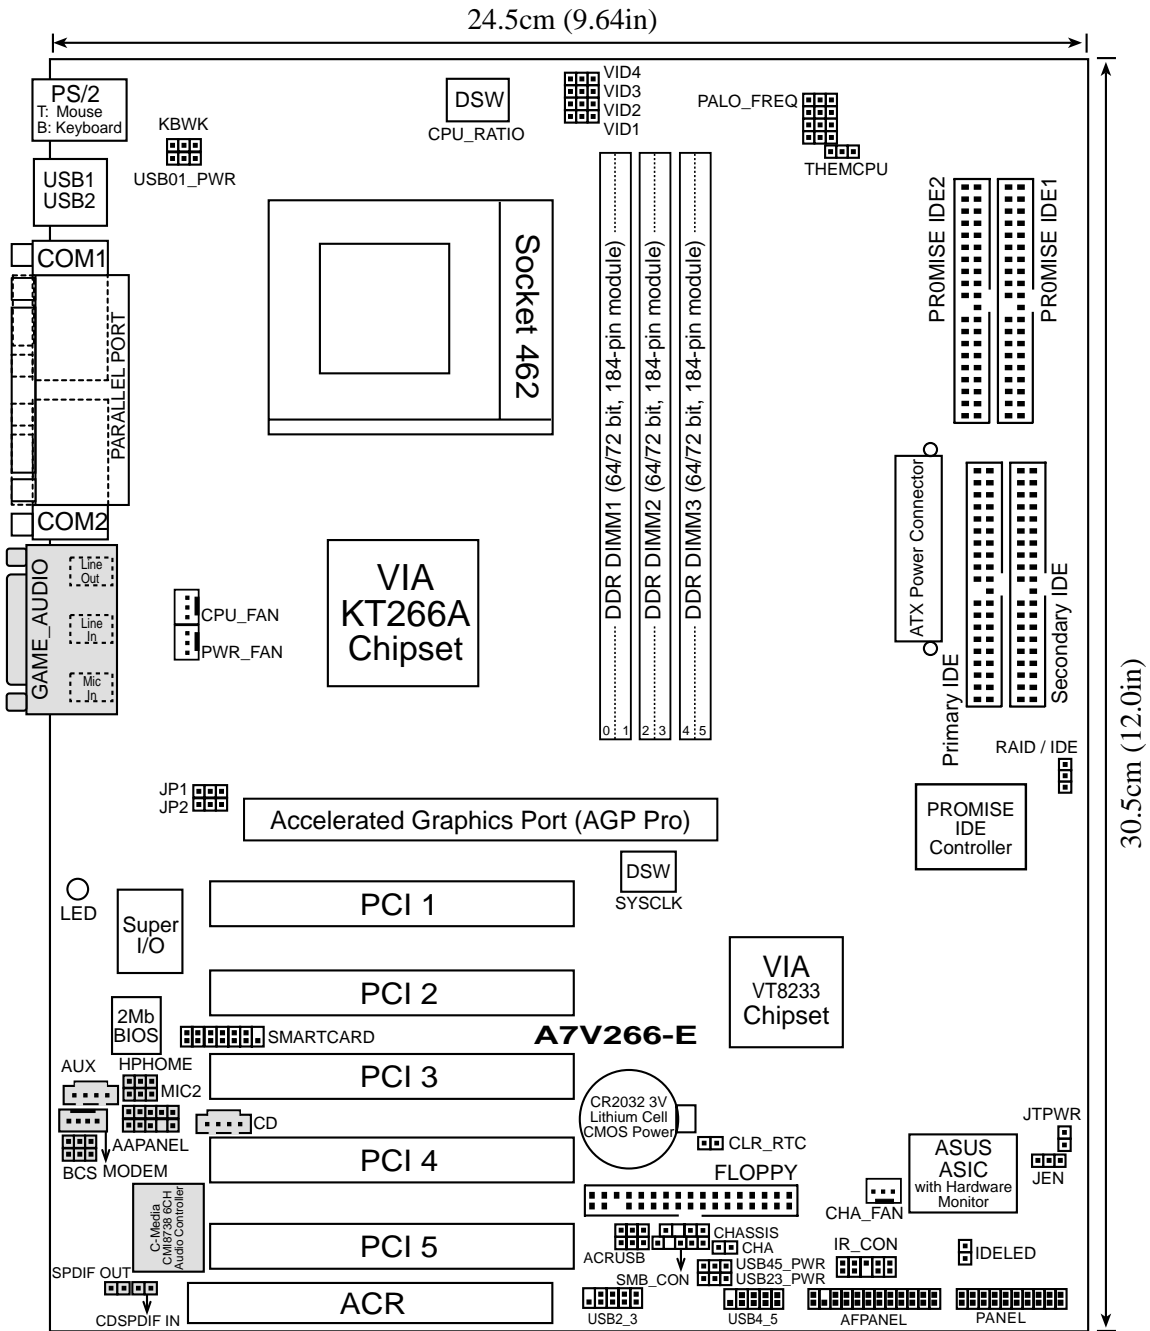 24.5cm (9.64in)
PS/2
T: Mouse
B: Keyboard
KBWK
USB01_PWR
DSW
CPU_RATIO
VID4
VID3
VID2
VID1
PALO_FREQ
THEMCPU
USB1
USB2
COM1
PARALLEL PORT
COM2
Socket 462
DDR DIMM1 (64/72 bit, 184-pin module)
DDR DIMM2 (64/72 bit, 184-pin module)
DDR DIMM3 (64/72 bit, 184-pin module)
0 1
2 3
4 5
PR0MISE IDE2
PR0MISE IDE1
ATX Power Connector
Primary IDE
Secondary IDE
30.5cm (12.0in)
GAME_AUDIO
Line
Out
Line
In
Mic
In
CPU_FAN
PWR_FAN
VIA
KT266A
Chipset
RAID / IDE
JP1
JP2
Accelerated Graphics Port (AGP Pro)
PROMISE
IDE
Controller
DSW
SYSCLK
LED
Super
I/O
PCI 1
VIA
VT8233
Chipset
PCI 2
2Mb
BIOS
SMARTCARD
A7V266-E
AUX
HPHOME
MIC2
PCI 3
CR2032 3V
Lithium Cell
CMOS Power
CD
AAPANEL
BCS
MODEM
PCI 4
CLR_RTC
JTPWR
JEN
ASUS
ASIC
with Hardware
Monitor
FLOPPY
CHA_FAN
C-Media
CMI8738 6CH
Audio Controller
PCI 5
ACRUSB
CHASSIS
CHA
SMB_CON
USB45_PWR
USB23_PWR
IR_CON
IDELED
SPDIF OUT
CDSPDIF IN
ACR
USB2_3
USB4_5
AFPANEL
PANEL